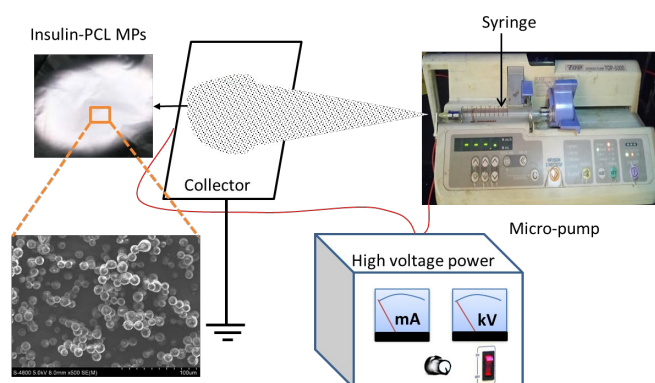 Insulin-PCL MPs
Syringe
Collector
Micro-pump
High voltage power
mA
kV
S-4800 5.0kV 8.0mm x500 SE(M)
100um